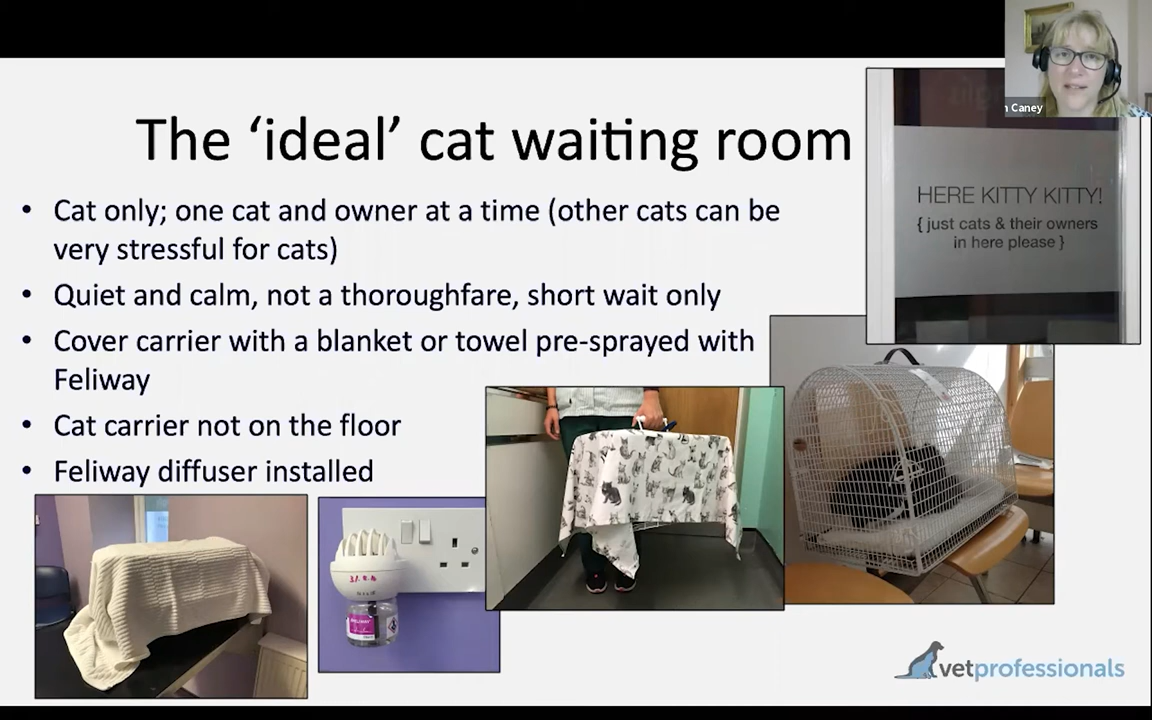 n Caney
The ‘ideal’ cat waiting room
HERE KITTY KITTY!
{ just cats & their owners
in here please }
• Cat only; one cat and owner at a time (other cats can be
very stressful for cats)
• Quiet and calm, not a thoroughfare, short wait only
• Cover carrier with a blanket or towel pre-sprayed with
Feliway
• Cat carrier not on the floor
• Feliway diffuser installed
FELIWAY
vetprofessionals